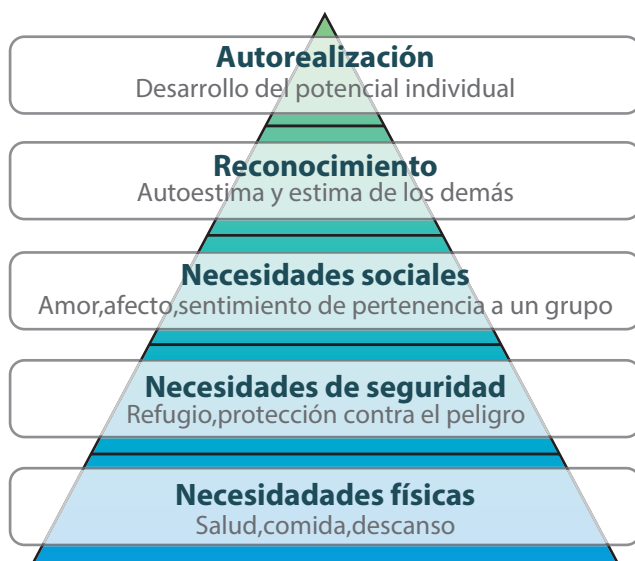 Autorealización
Desarrollo del potencial individual
Reconocimiento
Autoestima y estima de los demás
Necesidades sociales
Amor,afecto,sentimiento de pertenencia a un grupo
Necesidades de seguridad
Refugio,protección contra el peligro
Necesidadades físicas
Salud,comida,descanso